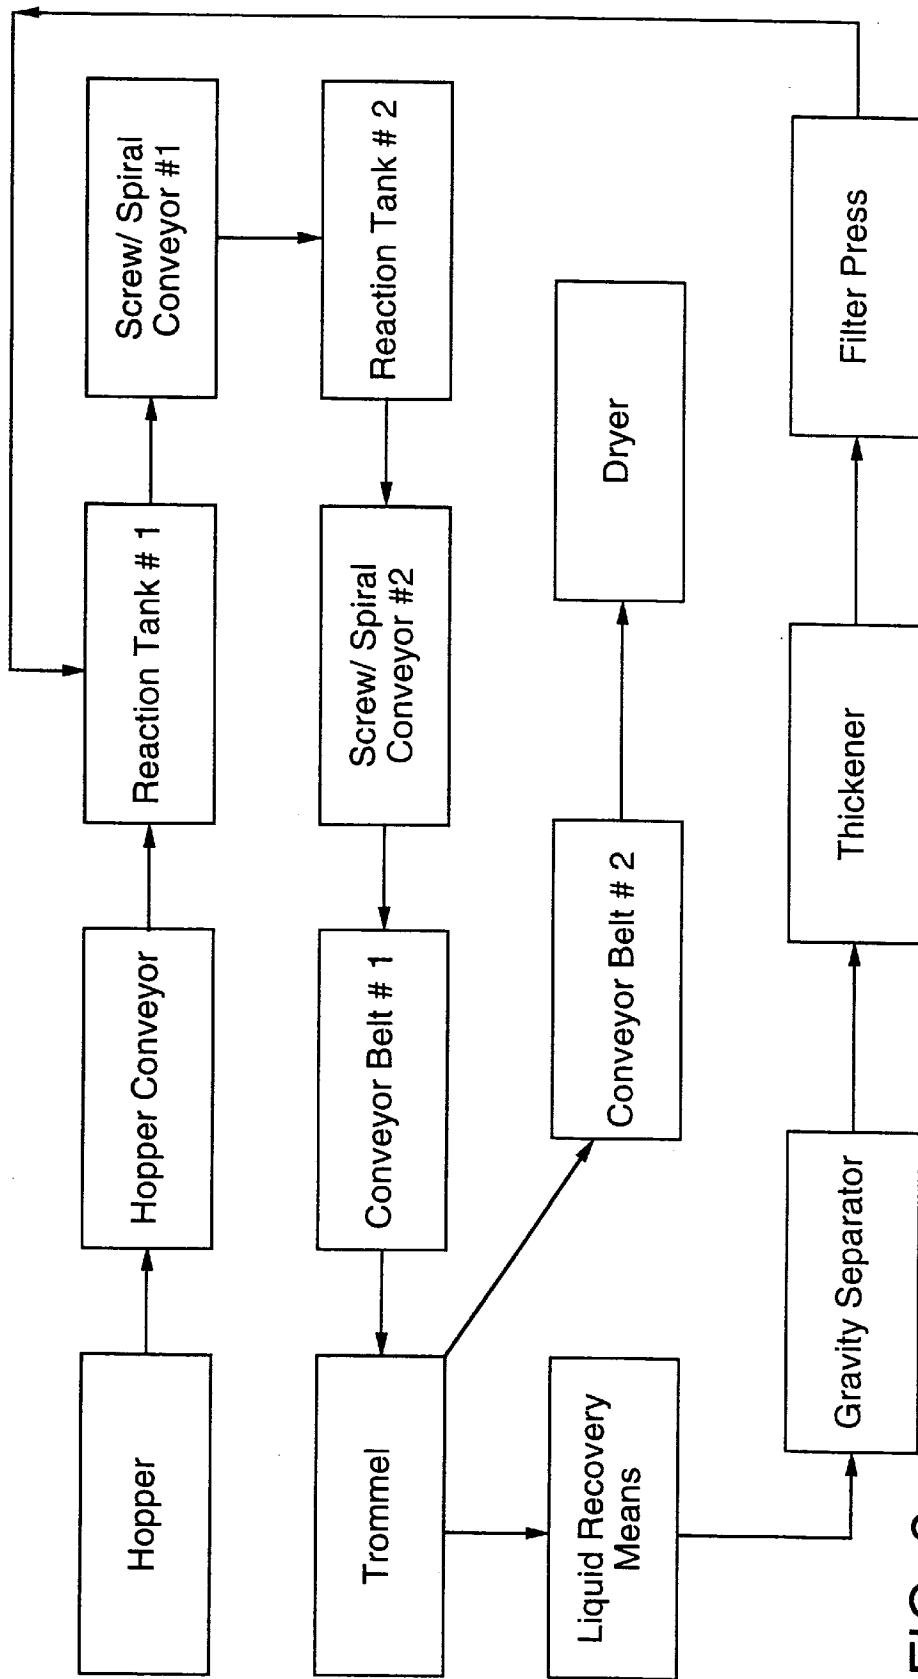 Hopper
Hopper Conveyor
Reaction Tank # 1
Screw/ Spiral
Conveyor #1
Trommel
Conveyor Belt # 1
Screw/ Spiral
Conveyor #2
Reaction Tank # 2
Liquid Recovery
Means
Conveyor Belt # 2
Dryer
Gravity Separator
Thickener
Filter Press